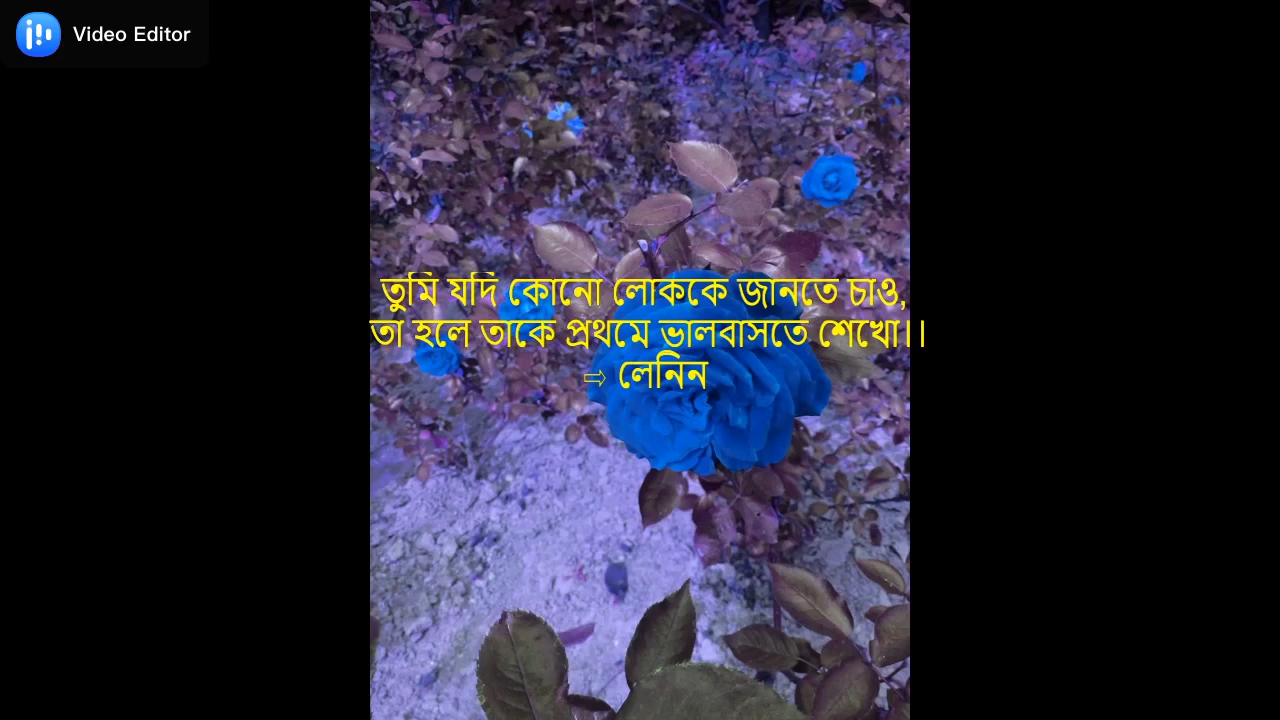 Video Editor
তুমি যদি কোনো লোককে জানতে চাও,
তা হলে তাকে প্রথমে ভালবাসতে শেখো।।
⇨ লেনিন